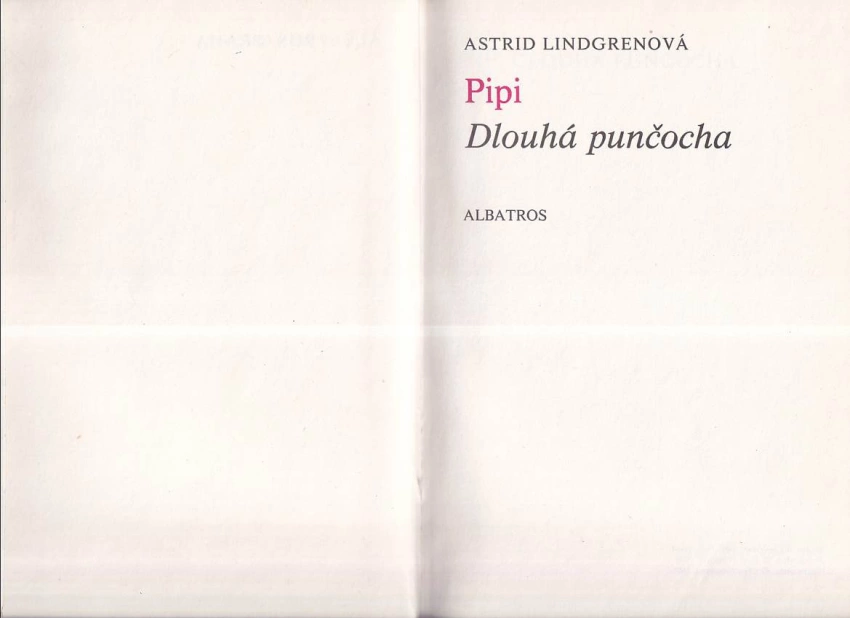 ASTRID LINDGRENOVÁ
Pipi
Dlouhá punčocha
ALBATROS